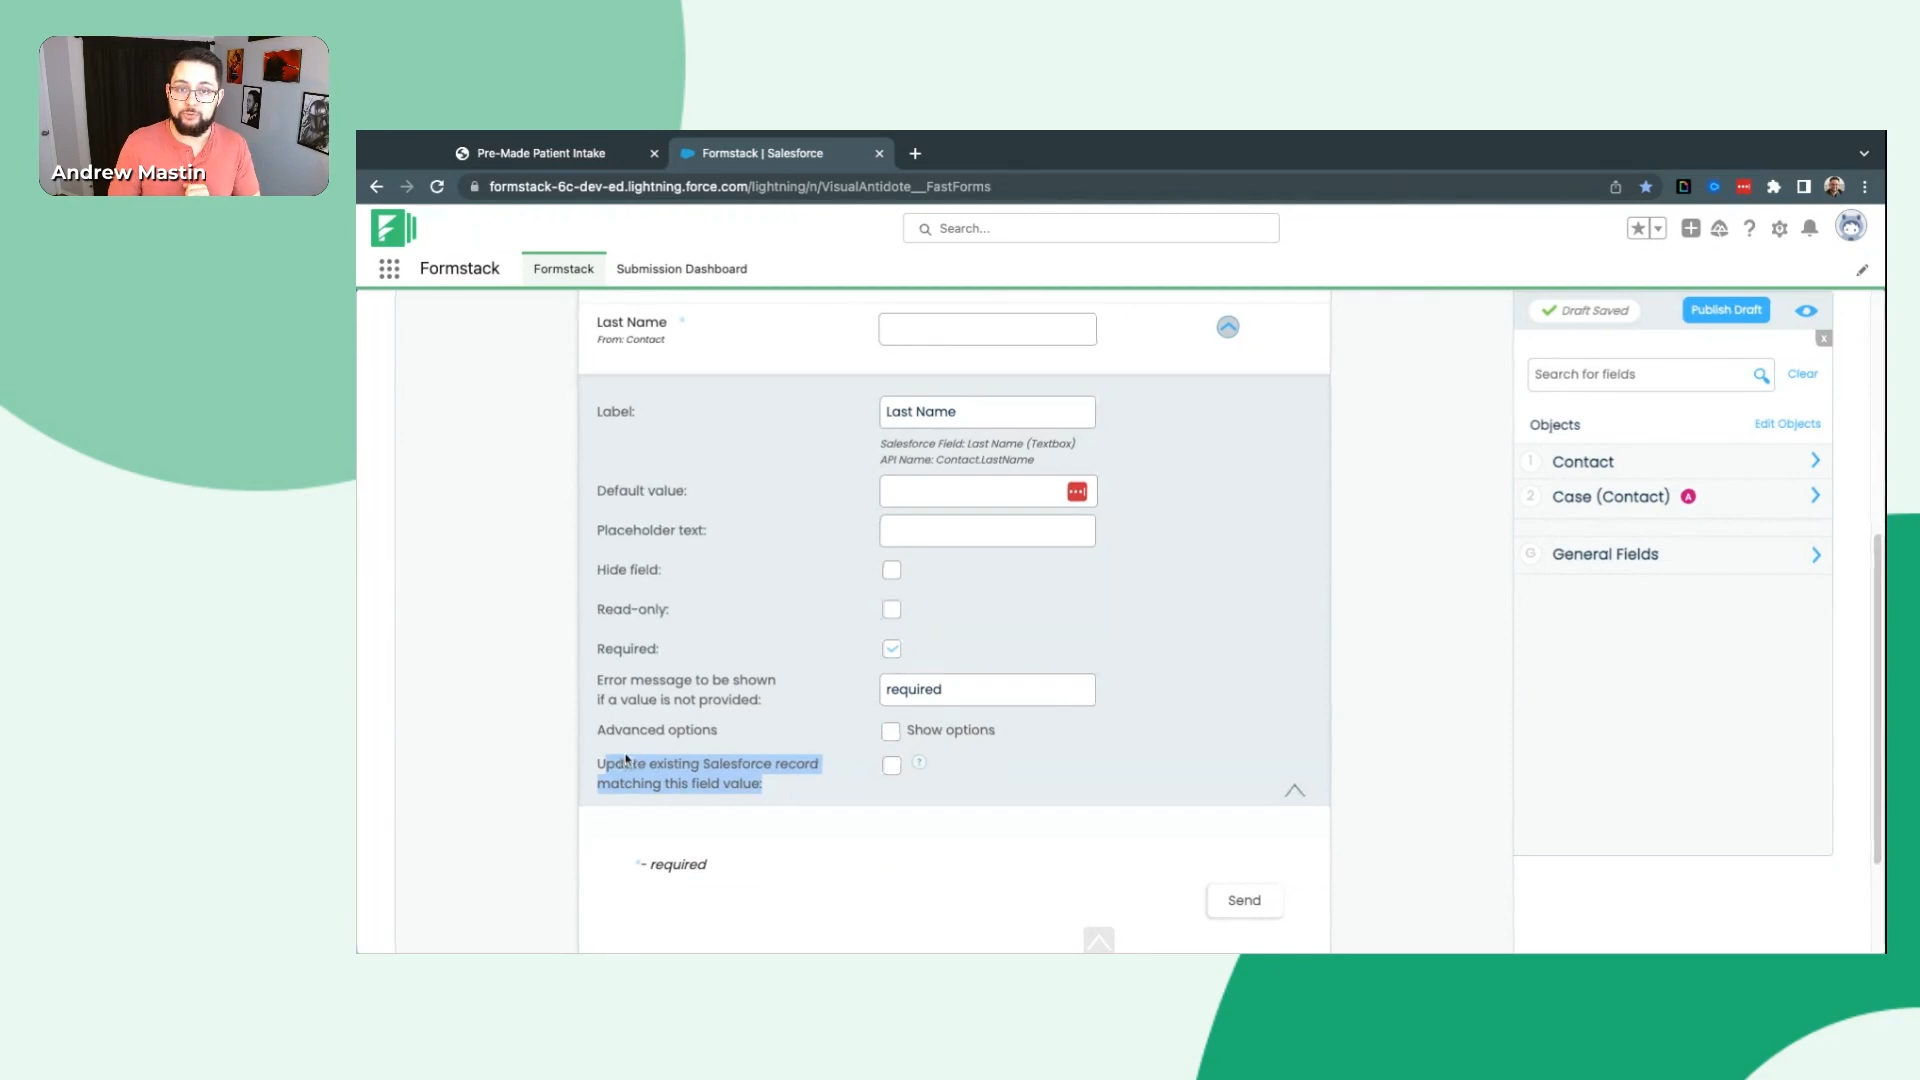 Andrew Mastin
Pre-Made Patient Intake
Formstack | Salesforce
formstack-6c-dev-ed.lightning.force.com/lightning/n/VisualAntidote__FastForms
Search...
Formstack
Formstack
Submission Dashboard
Last Name *
From: Contact
Label:
Last Name
Salesforce Field: Last Name (Textbox)
API Name: Contact.LastName
Default value:
Placeholder text:
Hide field:
Read-only:
Required:
Error message to be shown
if a value is not provided:
required
Advanced options
Show options
Update existing Salesforce record
matching this field value:
?
*- required
Send
Draft Saved
Publish Draft
x
Search for fields
Clear
Objects
Edit Objects
1 Contact
2 Case (Contact) A
G General Fields